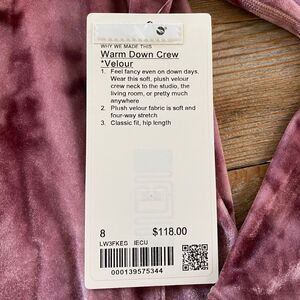 WHY WE MADE THIS
Warm Down Crew
*Velour
1. Feel fancy even on down days.
Wear this soft, plush velour
crew neck to the studio, the
living room, or pretty much
anywhere
2. Plush velour fabric is soft and
four-way stretch
3. Classic fit, hip length
8 $118.00
LW3FKES IECU
000139575344